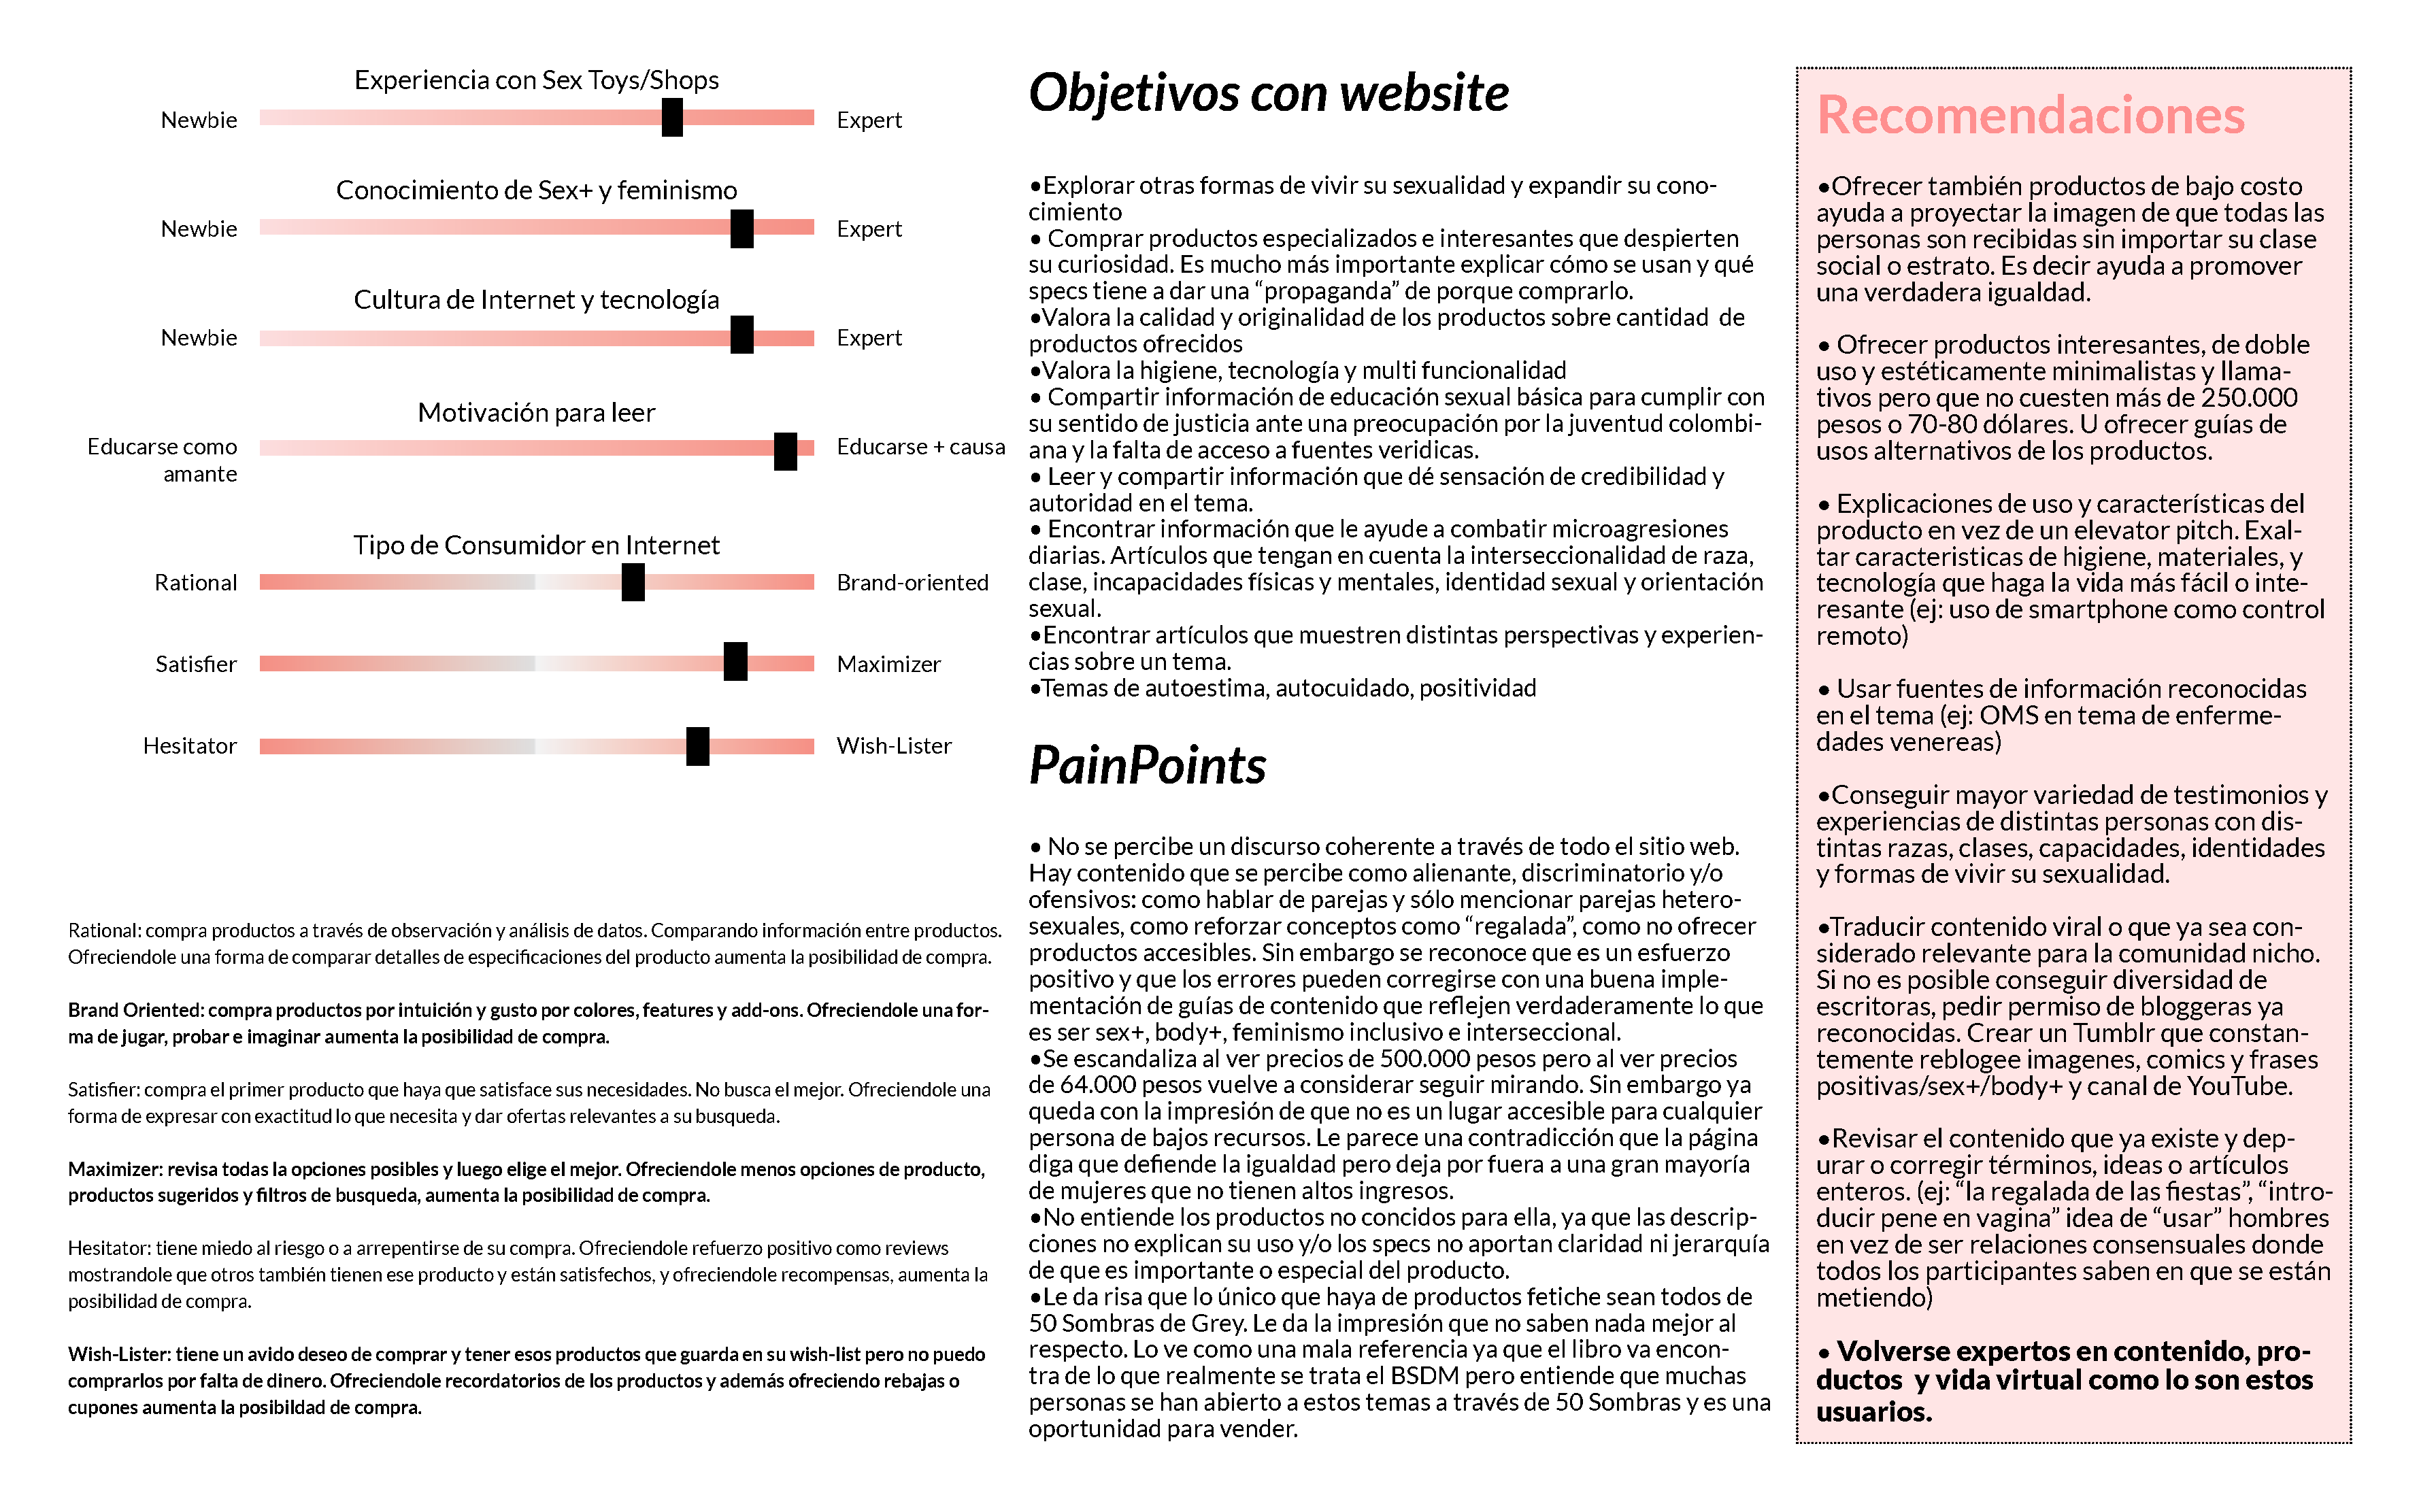 Experiencia con Sex Toys/Shops
Newbie
Expert
Conocimiento de Sex+ y feminismo
Newbie
Expert
Cultura de Internet y tecnología
Newbie
Expert
Motivación para leer
Educarse como
amante
Educarse + causa
Tipo de Consumidor en Internet
Rational
Brand-oriented
Satisfier
Maximizer
Hesitator
Wish-Lister
Rational: compra productos a través de observación y análisis de datos. Comparando información entre productos.
Ofreciendole una forma de comparar detalles de especificaciones del producto aumenta la posibilidad de compra.
Brand Oriented: compra productos por intuición y gusto por colores, features y add-ons. Ofreciendole una for-
ma de jugar, probar e imaginar aumenta la posibilidad de compra.
Satisfier: compra el primer producto que haya que satisface sus necesidades. No busca el mejor. Ofreciendole una
forma de expresar con exactitud lo que necesita y dar ofertas relevantes a su busqueda.
Maximizer: revisa todas la opciones posibles y luego elige el mejor. Ofreciendole menos opciones de producto,
productos sugeridos y filtros de busqueda, aumenta la posibilidad de compra.
Hesitator: tiene miedo al riesgo o a arrepentirse de su compra. Ofreciendole refuerzo positivo como reviews
mostrandole que otros también tienen ese producto y están satisfechos, y ofreciendole recompensas, aumenta la
posibilidad de compra.
Wish-Lister: tiene un avido deseo de comprar y tener esos productos que guarda en su wish-list pero no puedo
comprarlos por falta de dinero. Ofreciendole recordatorios de los productos y además ofreciendo rebajas o
cupones aumenta la posibildad de compra.
Objetivos con website
•Explorar otras formas de vivir su sexualidad y expandir su cono-
cimiento
• Comprar productos especializados e interesantes que despierten
su curiosidad. Es mucho más importante explicar cómo se usan y qué
specs tiene a dar una “propaganda” de porque comprarlo.
•Valora la calidad y originalidad de los productos sobre cantidad  de
productos ofrecidos
•Valora la higiene, tecnología y multi funcionalidad
• Compartir información de educación sexual básica para cumplir con
su sentido de justicia ante una preocupación por la juventud colombi-
ana y la falta de acceso a fuentes veridicas.
• Leer y compartir información que dé sensación de credibilidad y
autoridad en el tema.
• Encontrar información que le ayude a combatir microagresiones
diarias. Artículos que tengan en cuenta la interseccionalidad de raza,
clase, incapacidades físicas y mentales, identidad sexual y orientación
sexual.
•Encontrar artículos que muestren distintas perspectivas y experien-
cias sobre un tema.
•Temas de autoestima, autocuidado, positividad
PainPoints
• No se percibe un discurso coherente a través de todo el sitio web.
Hay contenido que se percibe como alienante, discriminatorio y/o
ofensivos: como hablar de parejas y sólo mencionar parejas hetero-
sexuales, como reforzar conceptos como “regalada”, como no ofrecer
productos accesibles. Sin embargo se reconoce que es un esfuerzo
positivo y que los errores pueden corregirse con una buena imple-
mentación de guías de contenido que reflejen verdaderamente lo que
es ser sex+, body+, feminismo inclusivo e interseccional.
•Se escandaliza al ver precios de 500.000 pesos pero al ver precios
de 64.000 pesos vuelve a considerar seguir mirando. Sin embargo ya
queda con la impresión de que no es un lugar accesible para cualquier
persona de bajos recursos. Le parece una contradicción que la página
diga que defiende la igualdad pero deja por fuera a una gran mayoría
de mujeres que no tienen altos ingresos.
•No entiende los productos no concidos para ella, ya que las descrip-
ciones no explican su uso y/o los specs no aportan claridad ni jerarquía
de que es importante o especial del producto.
•Le da risa que lo único que haya de productos fetiche sean todos de
50 Sombras de Grey. Le da la impresión que no saben nada mejor al
respecto. Lo ve como una mala referencia ya que el libro va encon-
tra de lo que realmente se trata el BSDM pero entiende que muchas
personas se han abierto a estos temas a través de 50 Sombras y es una
oportunidad para vender.
Recomendaciones
•Ofrecer también productos de bajo costo
ayuda a proyectar la imagen de que todas las
personas son recibidas sin importar su clase
social o estrato. Es decir ayuda a promover
una verdadera igualdad.
• Ofrecer productos interesantes, de doble
uso y estéticamente minimalistas y llama-
tivos pero que no cuesten más de 250.000
pesos o 70-80 dólares. U ofrecer guías de
usos alternativos de los productos.
• Explicaciones de uso y características del
producto en vez de un elevator pitch. Exal-
tar caracteristicas de higiene, materiales, y
tecnología que haga la vida más fácil o inte-
resante (ej: uso de smartphone como control
remoto)
• Usar fuentes de información reconocidas
en el tema (ej: OMS en tema de enferme-
dades venereas)
•Conseguir mayor variedad de testimonios y
experiencias de distintas personas con dis-
tintas razas, clases, capacidades, identidades
y formas de vivir su sexualidad.
•Traducir contenido viral o que ya sea con-
siderado relevante para la comunidad nicho.
Si no es posible conseguir diversidad de
escritoras, pedir permiso de bloggeras ya
reconocidas. Crear un Tumblr que constan-
temente reblogee imagenes, comics y frases
positivas/sex+/body+ y canal de YouTube.
•Revisar el contenido que ya existe y dep-
urar o corregir términos, ideas o artículos
enteros. (ej: “la regalada de las fiestas”, “intro-
ducir pene en vagina” idea de “usar” hombres
en vez de ser relaciones consensuales donde
todos los participantes saben en que se están
metiendo)
• Volverse expertos en contenido, pro-
ductos  y vida virtual como lo son estos
usuarios.